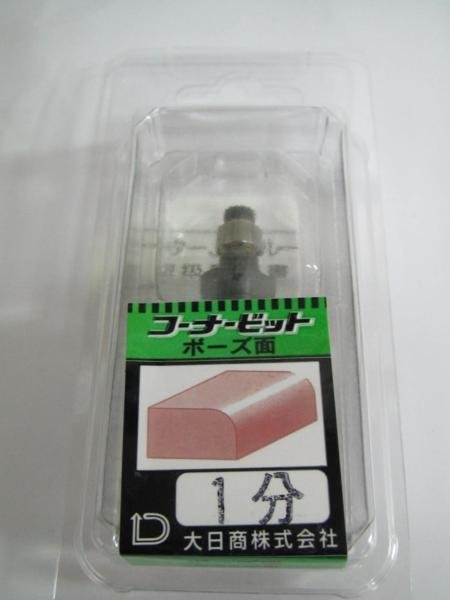 コーナービット
ボーズ面
1分
大日商株式会社